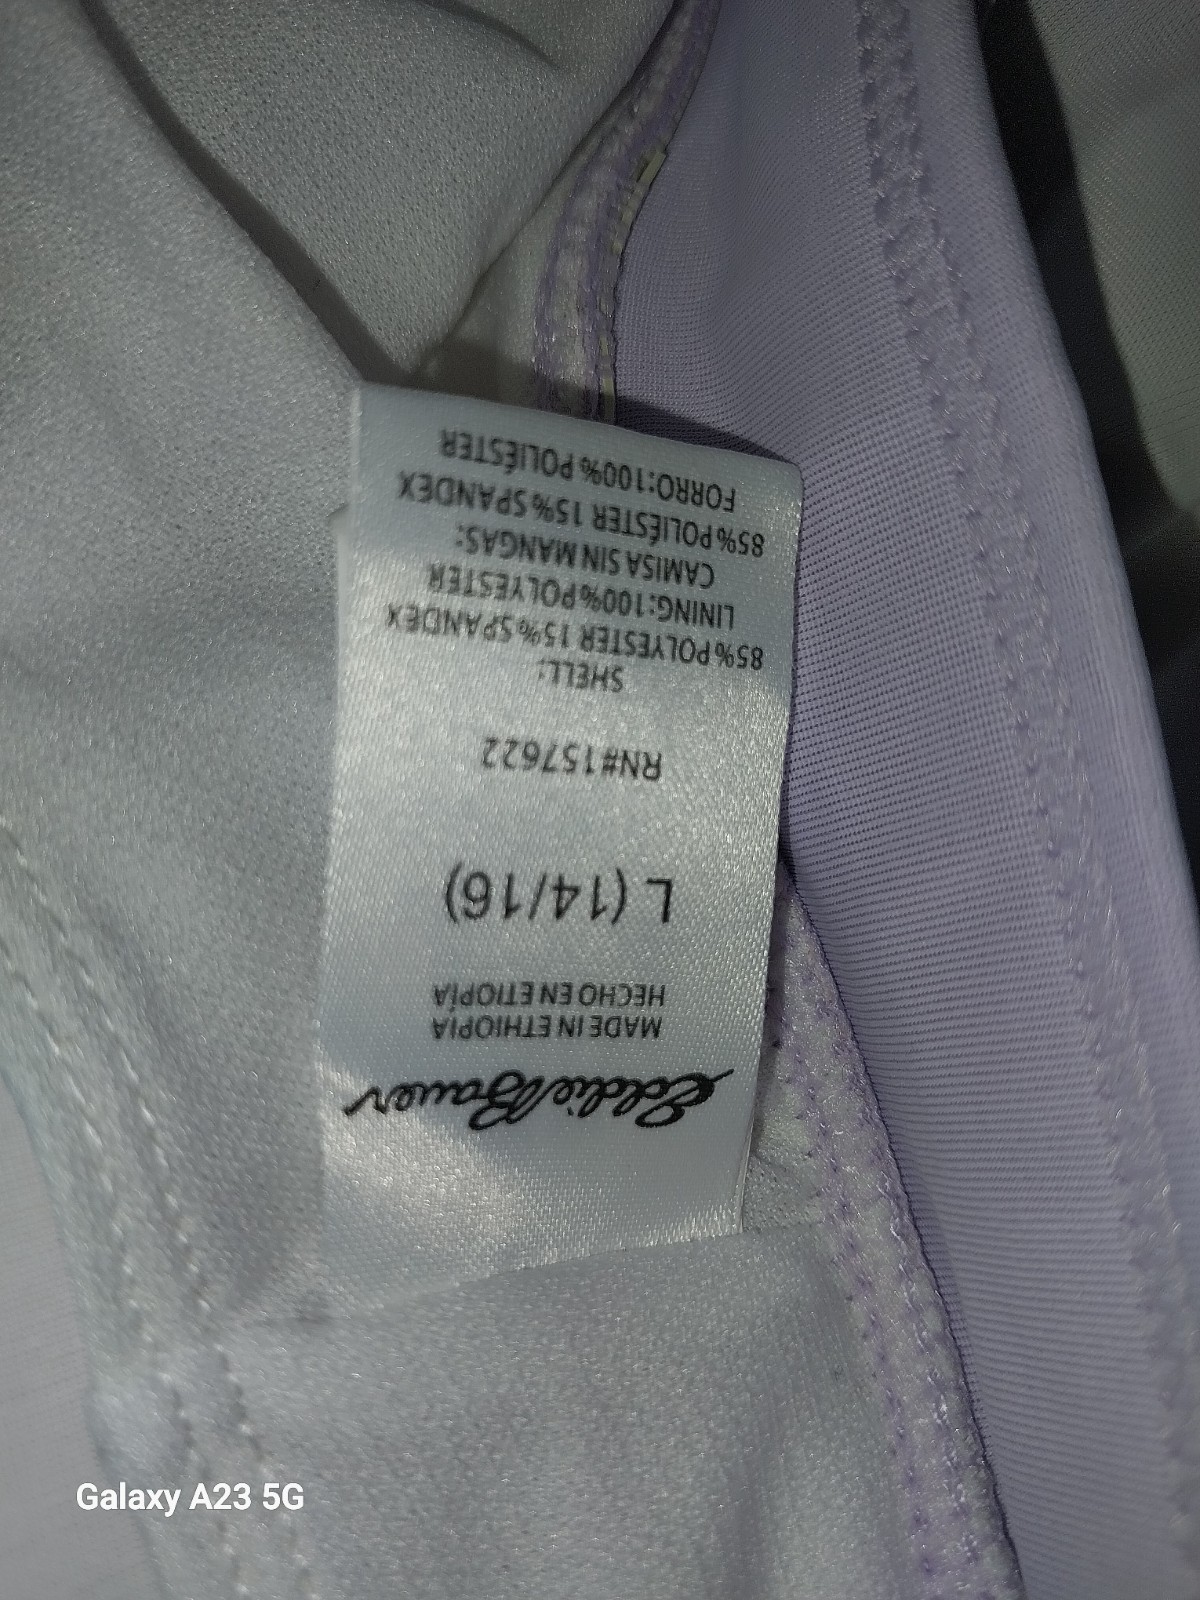 Eddie Bauer
MADE IN ETHIOPIA
HECHO EN ETIOPÍA
L (14/16)
RN#157622
SHELL:
85% POLYESTER 15% SPANDEX
LINING:100% POLYESTER
CAMISA SIN MANGAS:
85% POLIÉSTER 15% SPANDEX
FORRO:100% POLIÉSTER
Galaxy A23 5G